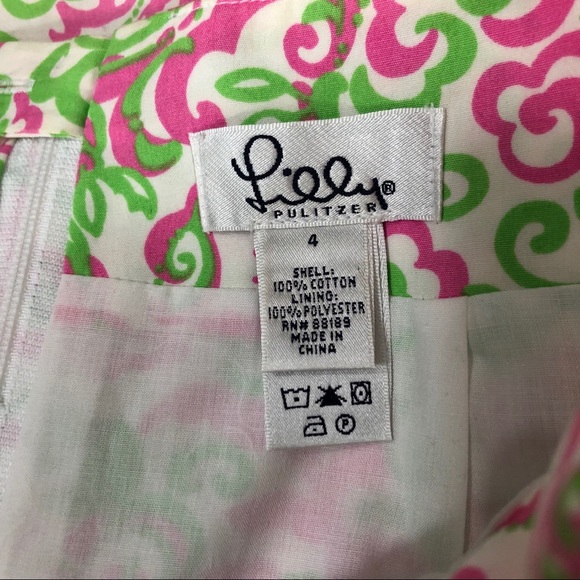 Lilly®
PULITZER
4
SHELL:
100% COTTON
LINING:
100% POLYESTER
RN# 88189
MADE IN
CHINA
P